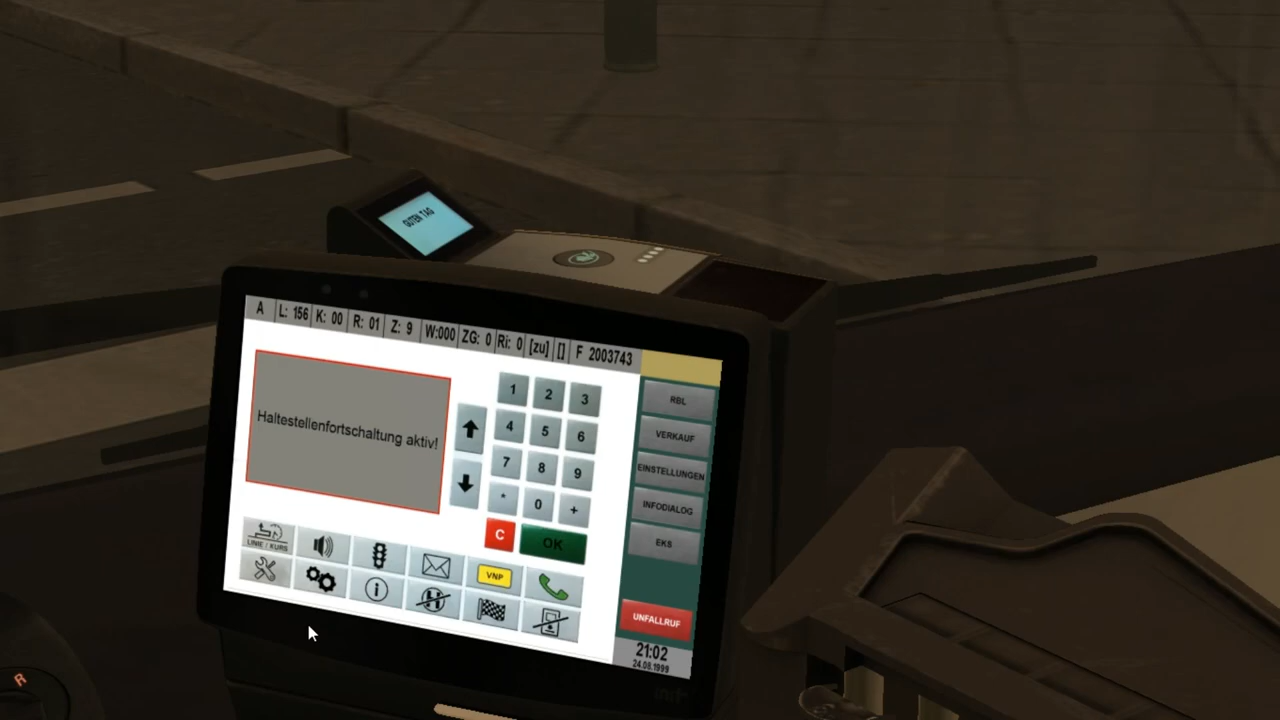 GUTEN TAG
A L: 156 K: 00 R: 01 Z: 9 W:000 ZG: 0 Ri: 0 [zu] [] F 2003743
Haltestellenfortschaltung aktiv!
1 2 3
4 5 6
7 8 9
* 0 +
C OK
RBL
VERKAUF
EINSTELLUNGEN
INFODIALOG
EKS
LINIE / KURS
VNP
i
H
UNFALLRUF
21:02
24.08.1999
R